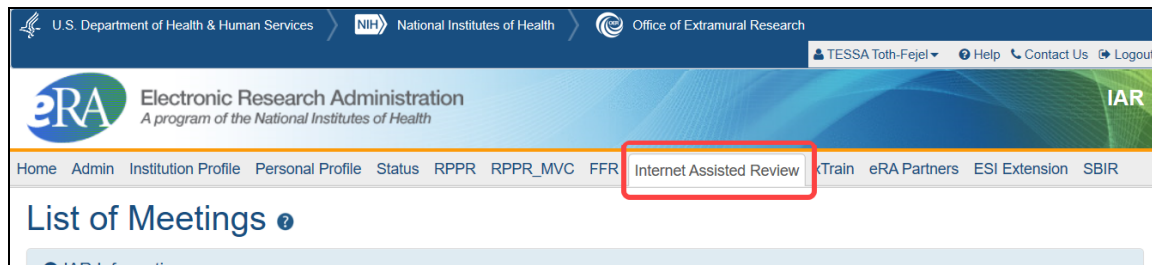 U.S. Department of Health & Human Services NIH National Institutes of Health Office of Extramural Research
TESSA Toth-Fejel Help Contact Us Logout
eRA Electronic Research Administration IAR
A program of the National Institutes of Health
Home Admin Institution Profile Personal Profile Status RPPR RPPR_MVC FFR Internet Assisted Review xTrain eRA Partners ESI Extension SBIR
List of Meetings